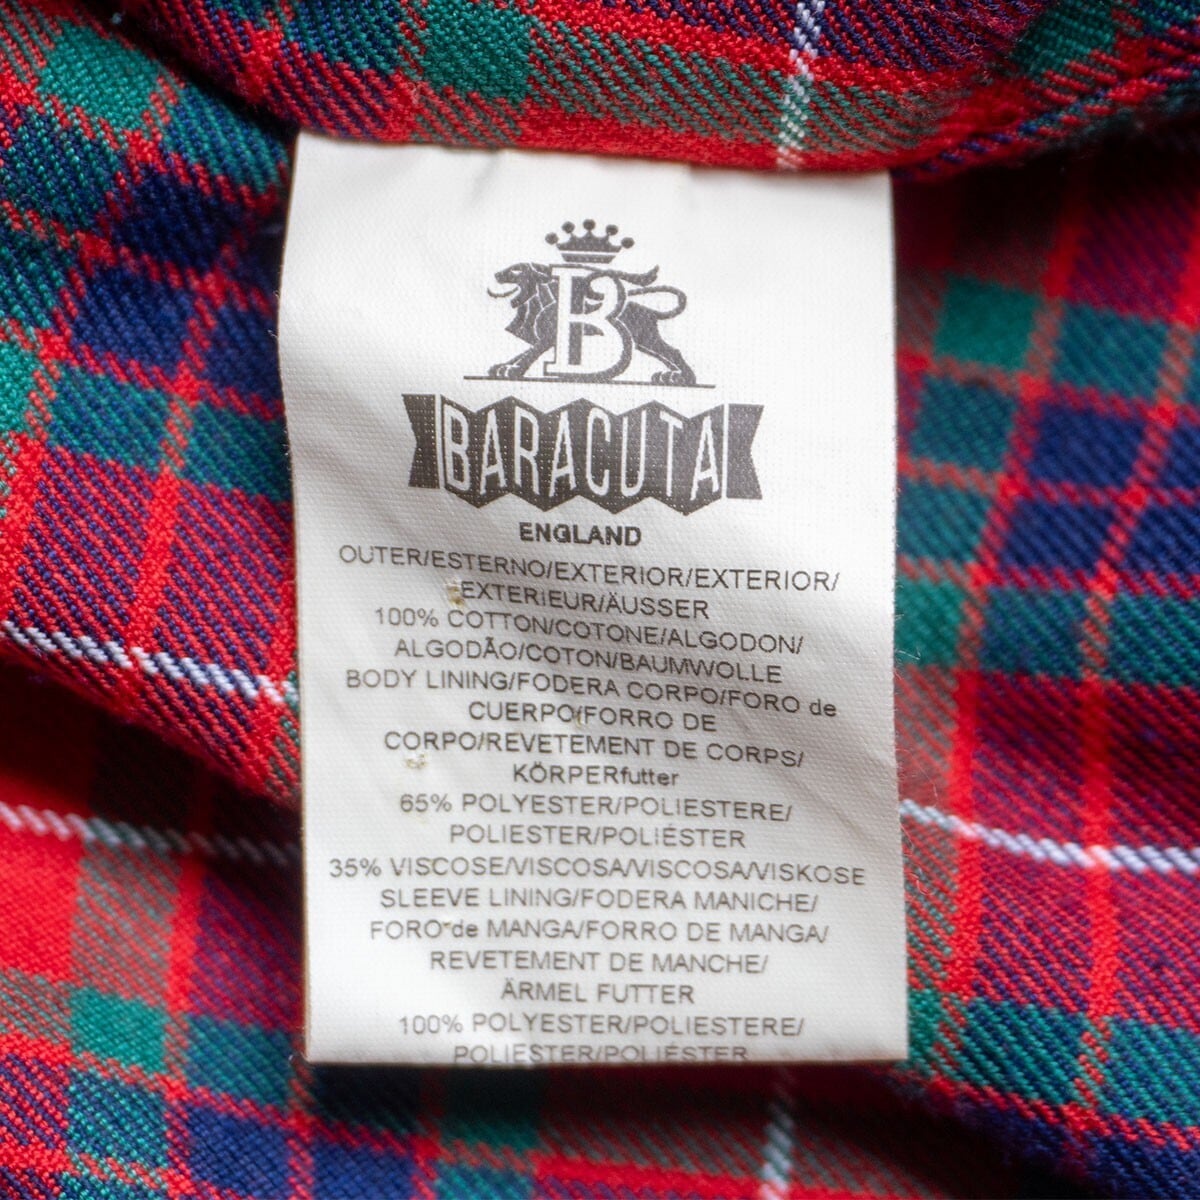 B
BARACUTA
ENGLAND
OUTER/ESTERNO/EXTERIOR/EXTERIOR/
EXTERIEUR/ÄUSSER
100% COTTON/COTONE/ALGODON/
ALGODÃO/COTON/BAUMWOLLE
BODY LINING/FODERA CORPO/FORO de
CUERPO/FORRO DE
CORPO/REVETEMENT DE CORPS/
KÖRPERfutter
65% POLYESTER/POLIESTERE/
POLIESTER/POLIÉSTER
35% VISCOSE/VISCOSA/VISCOSA/VISKOSE
SLEEVE LINING/FODERA MANICHE/
FORO de MANGA/FORRO DE MANGA/
REVETEMENT DE MANCHE/
ÄRMEL FUTTER
100% POLYESTER/POLIESTERE/
POLIESTER/POLIÉSTER